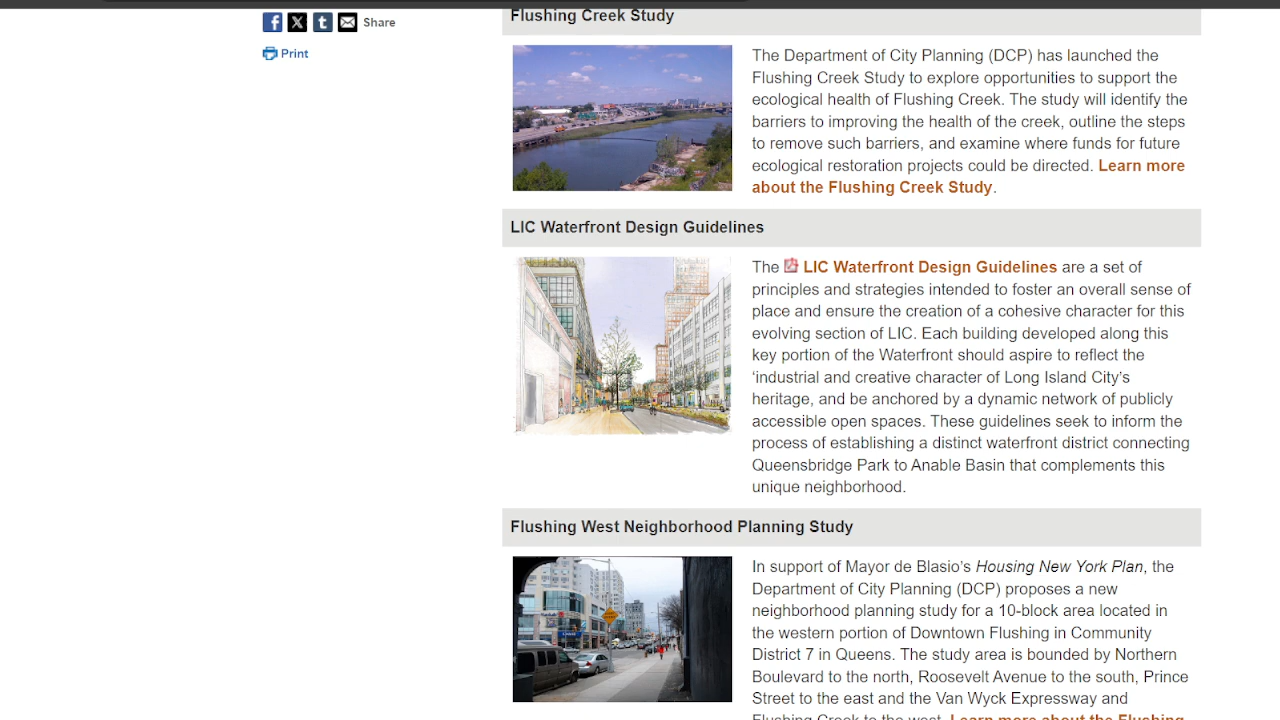 Flushing Creek Study
Share
Print
The Department of City Planning (DCP) has launched the
Flushing Creek Study to explore opportunities to support the
ecological health of Flushing Creek. The study will identify the
barriers to improving the health of the creek, outline the steps
to remove such barriers, and examine where funds for future
ecological restoration projects could be directed. Learn more
about the Flushing Creek Study.
LIC Waterfront Design Guidelines
The LIC Waterfront Design Guidelines are a set of
principles and strategies intended to foster an overall sense of
place and ensure the creation of a cohesive character for this
evolving section of LIC. Each building developed along this
key portion of the Waterfront should aspire to reflect the
‘industrial and creative character of Long Island City’s
heritage, and be anchored by a dynamic network of publicly
accessible open spaces. These guidelines seek to inform the
process of establishing a distinct waterfront district connecting
Queensbridge Park to Anable Basin that complements this
unique neighborhood.
Flushing West Neighborhood Planning Study
In support of Mayor de Blasio’s Housing New York Plan, the
Department of City Planning (DCP) proposes a new
neighborhood planning study for a 10-block area located in
the western portion of Downtown Flushing in Community
District 7 in Queens. The study area is bounded by Northern
Boulevard to the north, Roosevelt Avenue to the south, Prince
Street to the east and the Van Wyck Expressway and
Flushing Creek to the west. Learn more about the Flushing